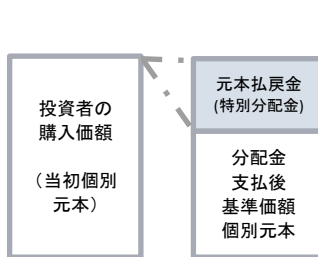 投資者の
購入価額
（当初個別
元本）
元本払戻金
(特別分配金)
分配金
支払後
基準価額
個別元本